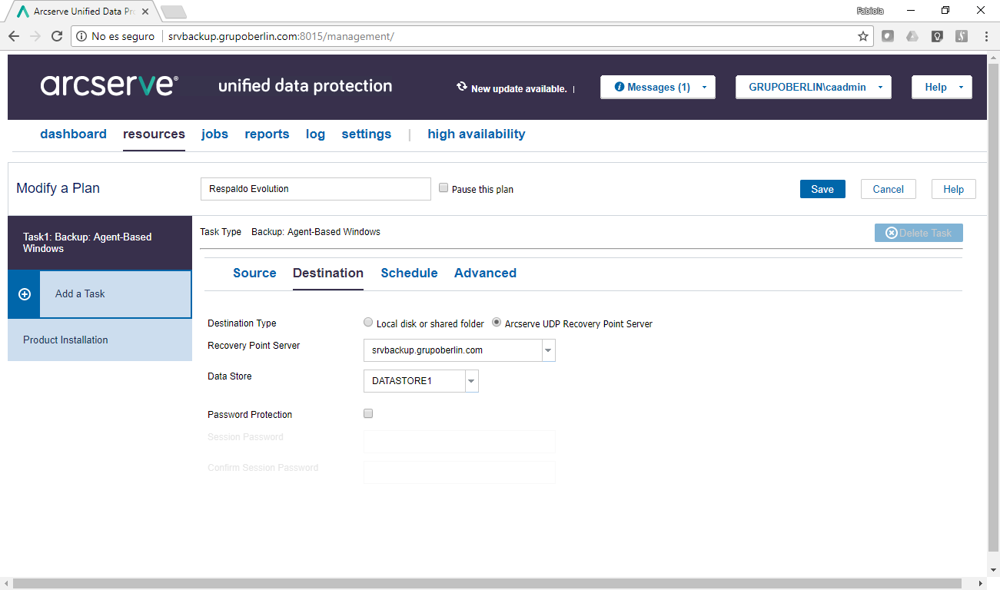 Arcserve Unified Data Pr
Fabiola
No es seguro srvbackup.grupoberlin.com:8015/management/
arcserve® unified data protection New update available. | Messages (1) GRUPOBERLIN\caadmin Help
dashboard resources jobs reports log settings | high availability
Modify a Plan Respaldo Evolution Pause this plan Save Cancel Help
Task1: Backup: Agent-Based
Windows
Add a Task
Product Installation
Task Type Backup: Agent-Based Windows Delete Task
Source Destination Schedule Advanced
Destination Type Local disk or shared folder Arcserve UDP Recovery Point Server
Recovery Point Server srvbackup.grupoberlin.com
Data Store DATASTORE1
Password Protection
Session Password
Confirm Session Password